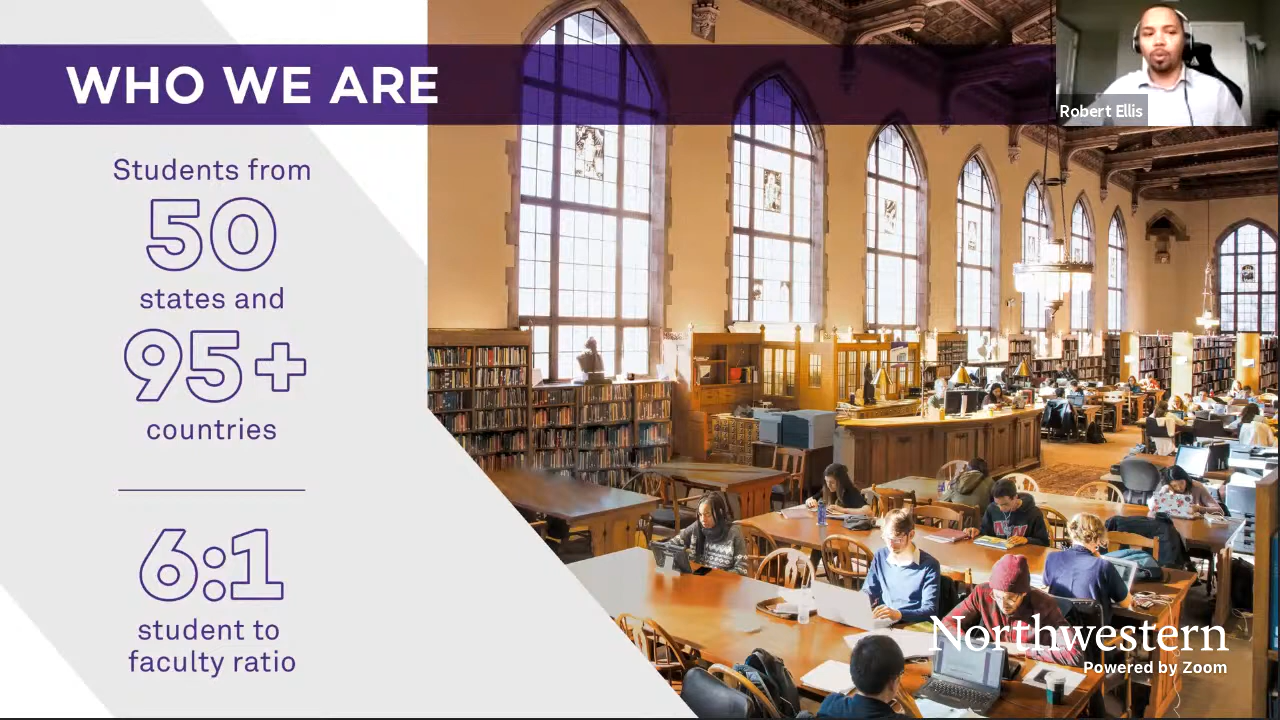 WHO WE ARE
Robert Ellis
Students from
50
states and
95+
countries
6:1
student to
faculty ratio
Northwestern
Powered by Zoom